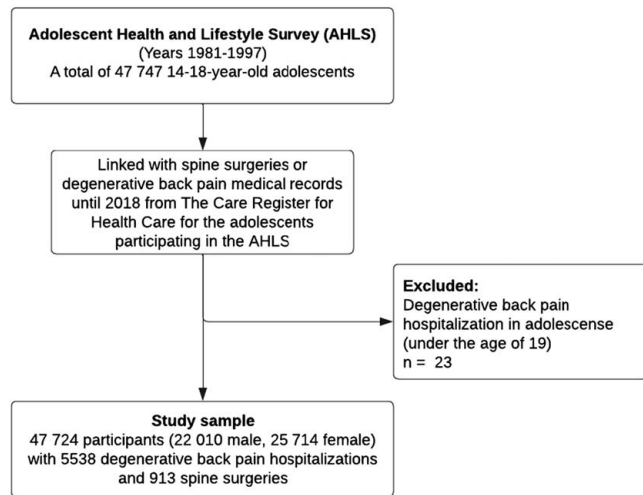 Adolescent Health and Lifestyle Survey (AHLS)
(Years 1981-1997)
A total of 47 747 14-18-year-old adolescents
Linked with spine surgeries or
degenerative back pain medical records
until 2018 from The Care Register for
Health Care for the adolescents
participating in the AHLS
Excluded:
Degenerative back pain
hospitalization in adolescense
(under the age of 19)
n = 23
Study sample
47 724 participants (22 010 male, 25 714 female)
with 5538 degenerative back pain hospitalizations
and 913 spine surgeries